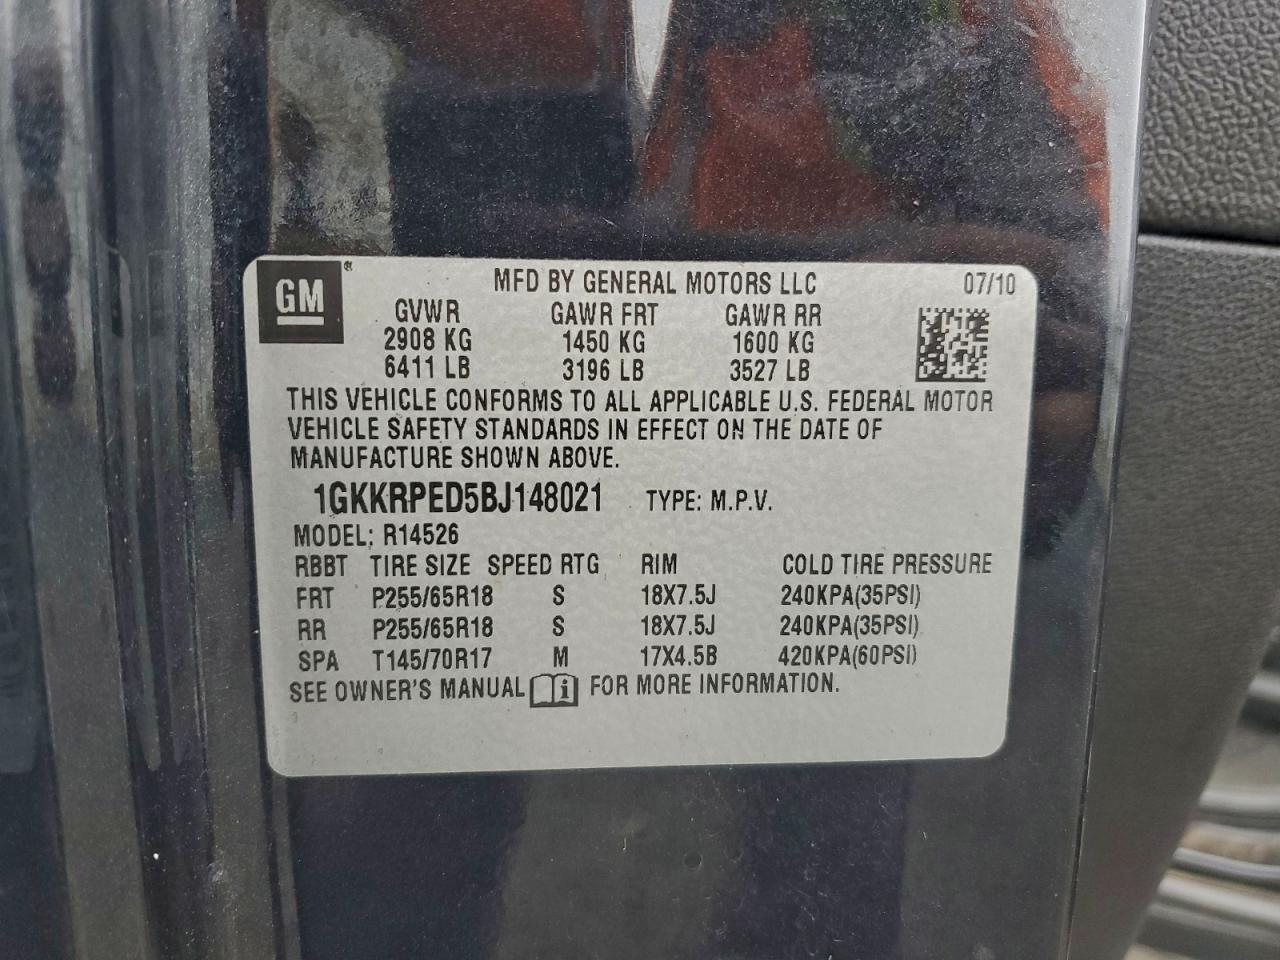 GM® MFD BY GENERAL MOTORS LLC 07/10
GVWR GAWR FRT GAWR RR
2908 KG 1450 KG 1600 KG
6411 LB 3196 LB 3527 LB
THIS VEHICLE CONFORMS TO ALL APPLICABLE U.S. FEDERAL MOTOR
VEHICLE SAFETY STANDARDS IN EFFECT ON THE DATE OF
MANUFACTURE SHOWN ABOVE.
1GKKRPED5BJ148021 TYPE: M.P.V.
MODEL: R14526
RBBT TIRE SIZE SPEED RTG RIM COLD TIRE PRESSURE
FRT P255/65R18 S 18X7.5J 240KPA(35PSI)
RR P255/65R18 S 18X7.5J 240KPA(35PSI)
SPA T145/70R17 M 17X4.5B 420KPA(60PSI)
SEE OWNER'S MANUAL i FOR MORE INFORMATION.